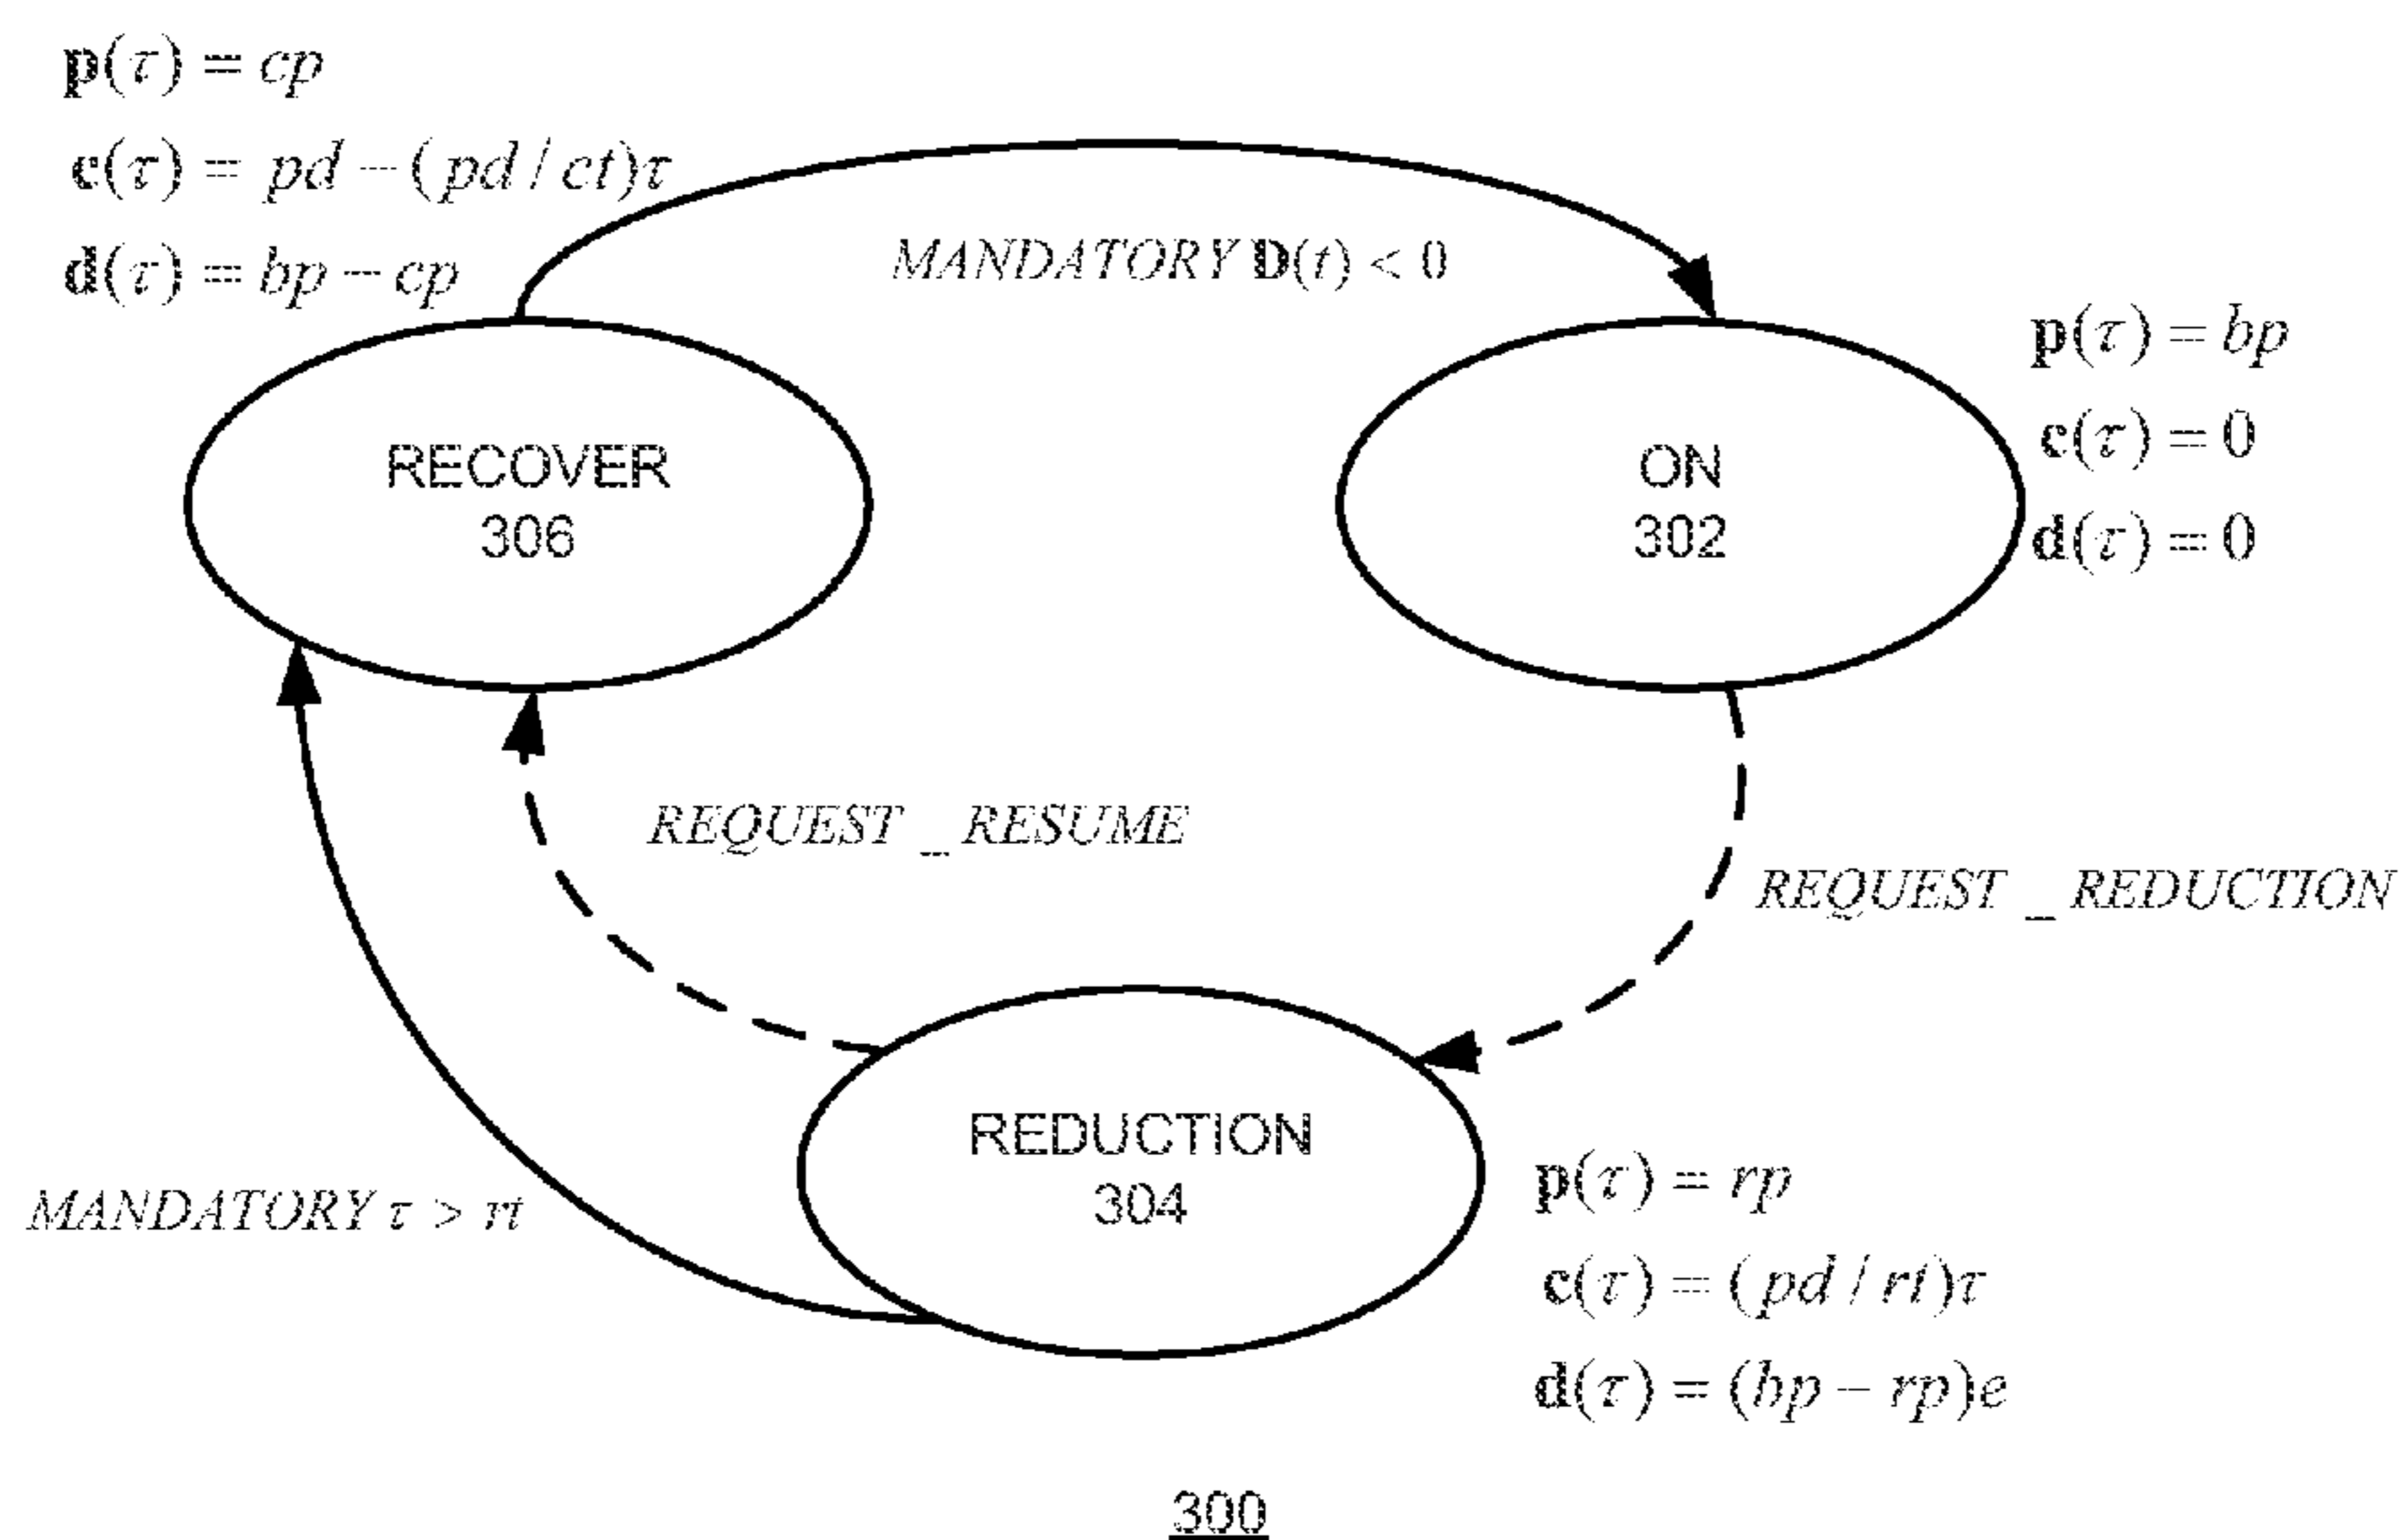 p(τ) = cp
c(τ) = pd − (pd / ct)τ
d(τ) = bp − cp
MANDATORY D(t) < 0
p(τ) = bp
c(τ) = 0
d(τ) = 0
RECOVER
306
ON
302
REQUEST _ RESUME
REQUEST _ REDUCTION
REDUCTION
304
MANDATORY τ > rt
p(τ) = rp
c(τ) = (pd / rt)τ
d(τ) = (bp − rp)e
300